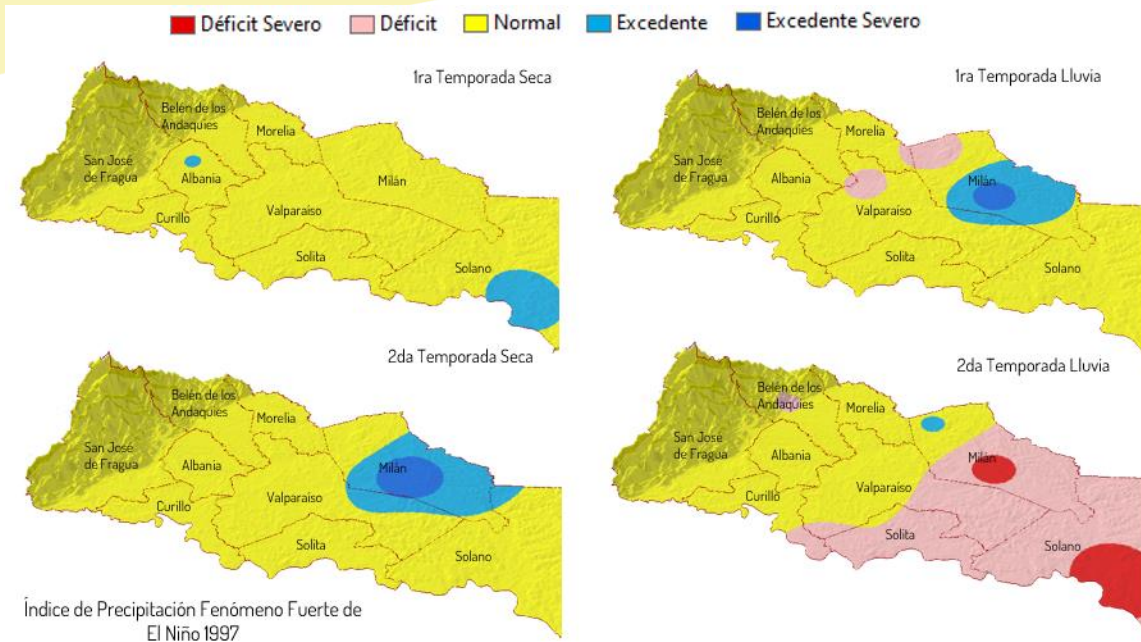 Déficit Severo Déficit Normal Excedente Excedente Severo
1ra Temporada Seca
Belén de los
Andaquies
Morelia
San José
de Fragua
Albania
Milán
Curillo
Valparaíso
Solita
Solano
1ra Temporada Lluvia
Belén de los
Andaquies
Morelia
San José
de Fragua
Albania
Milán
Curillo
Valparaíso
Solita
Solano
2da Temporada Seca
Belén de los
Andaquies
Morelia
San José
de Fragua
Albania
Milán
Curillo
Valparaíso
Solita
Solano
2da Temporada Lluvia
Belén de los
Andaquies
Morelia
San José
de Fragua
Albania
Milán
Curillo
Valparaíso
Solita
Solano
Índice de Precipitación Fenómeno Fuerte de
El Niño 1997